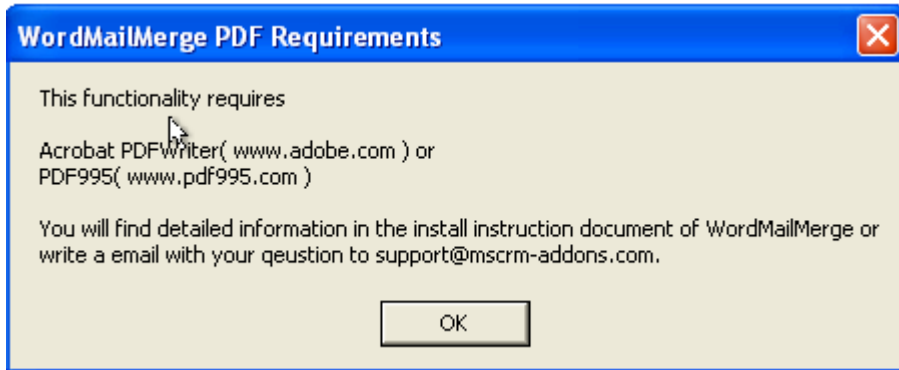 WordMailMerge PDF Requirements
This functionality requires
Acrobat PDFWriter( www.adobe.com ) or
PDF995( www.pdf995.com )
You will find detailed information in the install instruction document of WordMailMerge or
write a email with your qeustion to support@mscrm-addons.com.
OK